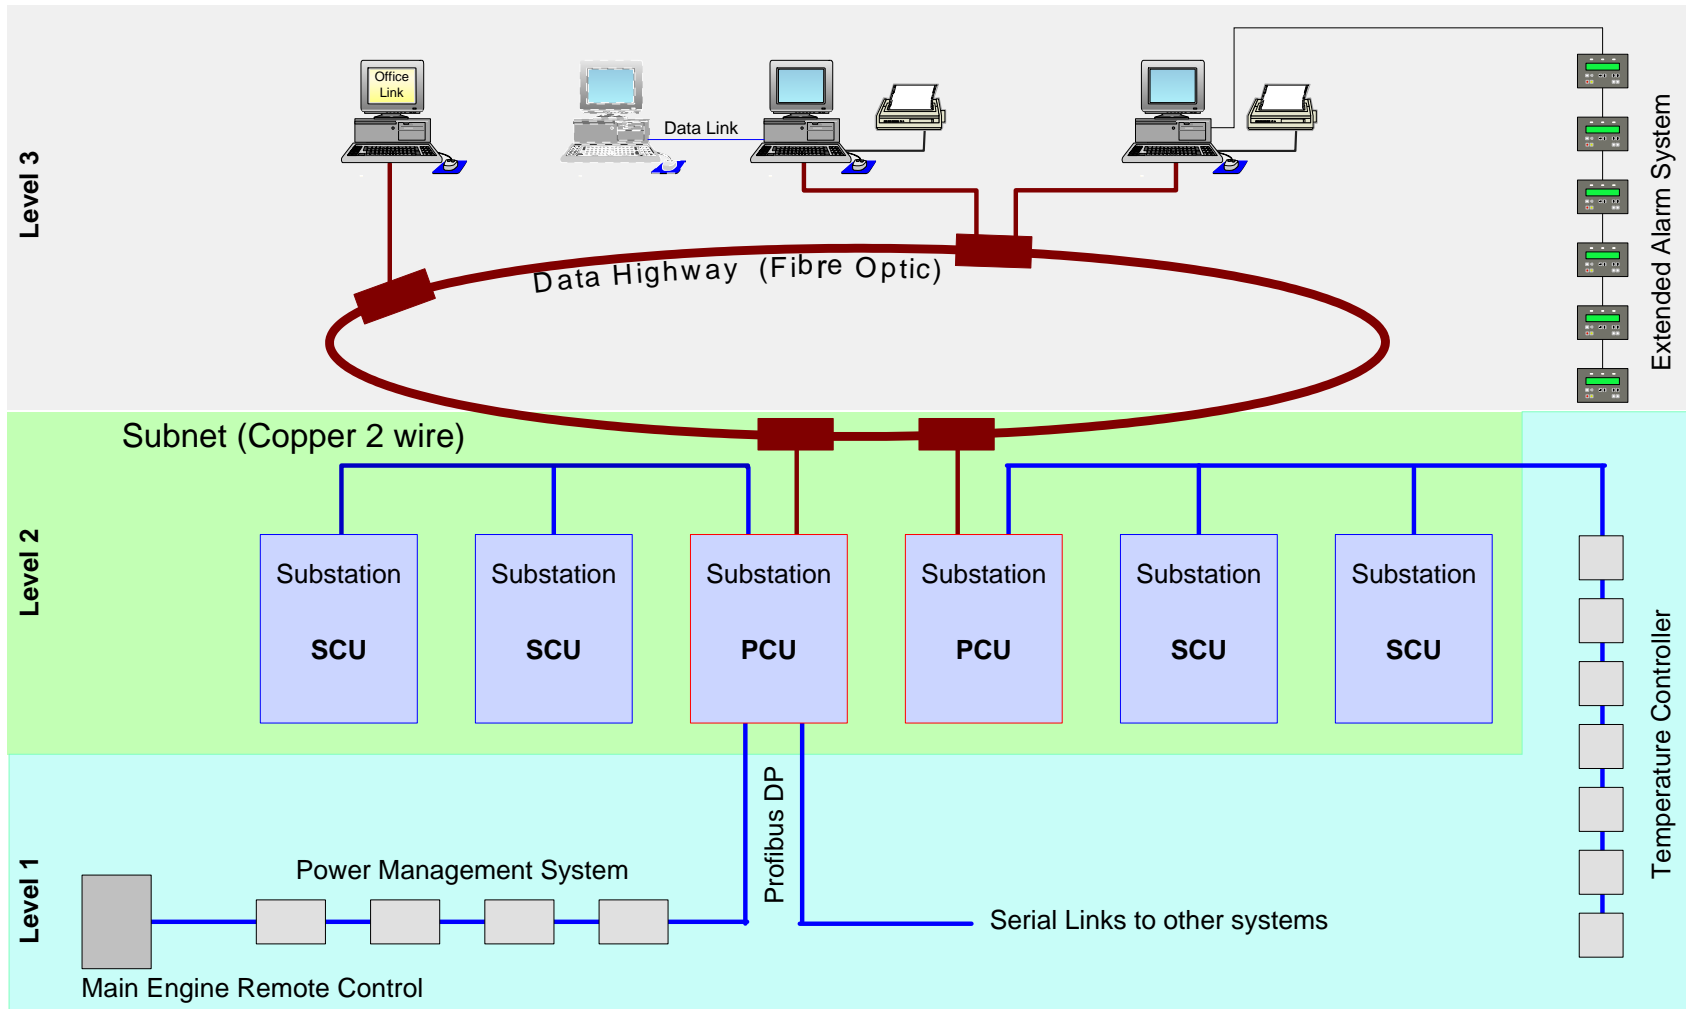 Office
Link
Data Link
Level 3
Data Highway (Fibre Optic)
Extended Alarm System
Subnet (Copper 2 wire)
Level 2
Substation
SCU
Substation
SCU
Substation
PCU
Substation
PCU
Substation
SCU
Substation
SCU
Temperature Controller
Level 1
Profibus DP
Power Management System
Serial Links to other systems
Main Engine Remote Control